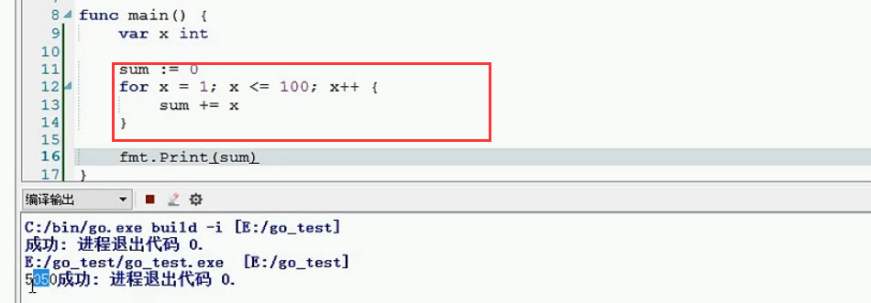 8 func main() {
9 var x int
10
11 sum := 0
12 for x = 1; x <= 100; x++ {
13 sum += x
14 }
15
16 fmt.Print(sum)
17 }
编译输出
C:/bin/go.exe build -i [E:/go_test]
成功: 进程退出代码 0.
E:/go_test/go_test.exe [E:/go_test]
5050成功: 进程退出代码 0.